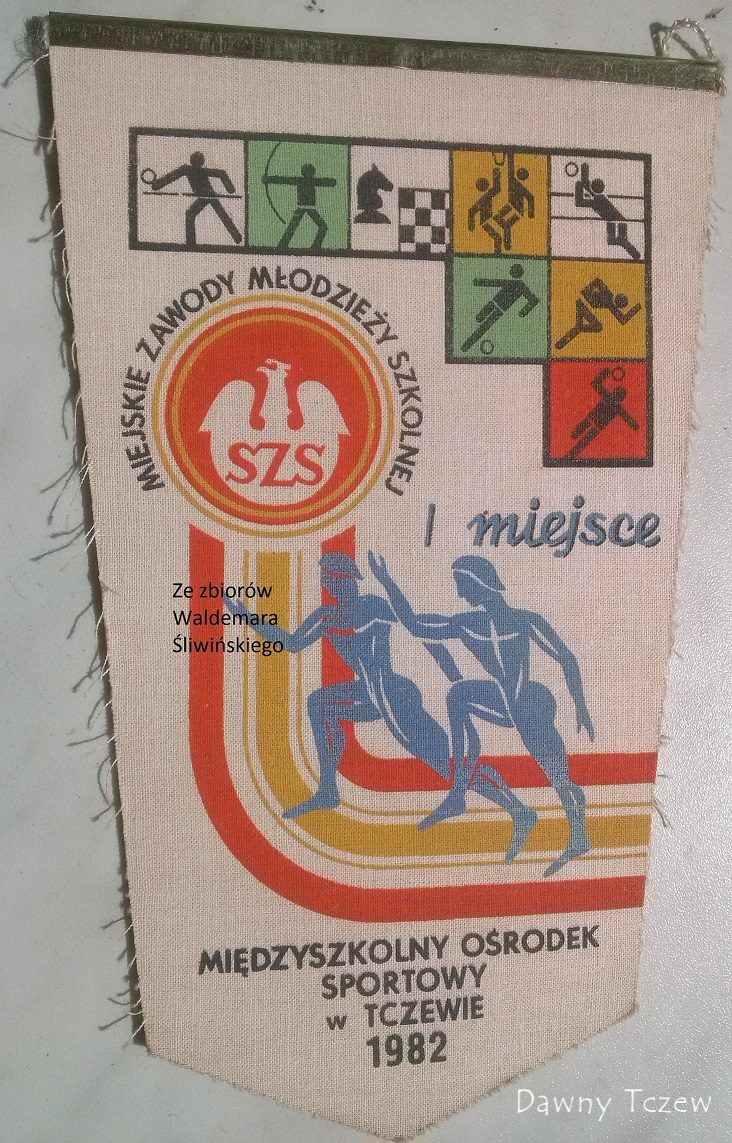 MIEJSKIE ZAWODY MŁODZIEŻY SZKOLNEJ
SZS
I miejsce
Ze zbiorów
Waldemara
Śliwińskiego
MIĘDZYSZKOLNY OŚRODEK
SPORTOWY
w TCZEWIE
1982
Dawny Tczew